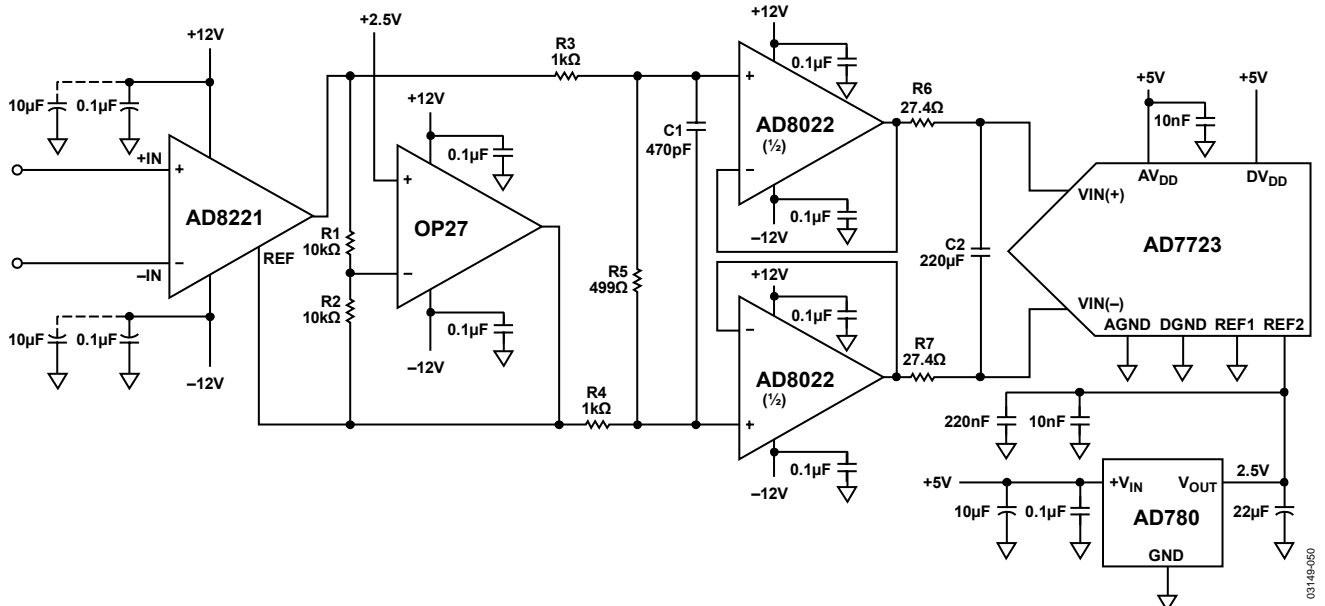 +12V
10µF
0.1µF
+IN
+
AD8221
–
–IN
REF
10µF
0.1µF
–12V
+2.5V
+12V
0.1µF
+
OP27
–
R1
10kΩ
R2
10kΩ
0.1µF
–12V
R3
1kΩ
R5
499Ω
C1
470pF
R4
1kΩ
+12V
0.1µF
+
AD8022
(½)
–
0.1µF
–12V
+12V
0.1µF
–
AD8022
(½)
+
0.1µF
–12V
R6
27.4Ω
C2
220µF
R7
27.4Ω
+5V
+5V
10nF
AVDD
DVDD
VIN(+)
AD7723
VIN(–)
AGND
DGND
REF1
REF2
220nF
10nF
+5V
+VIN
VOUT
2.5V
10µF
0.1µF
AD780
22µF
GND
03149-050